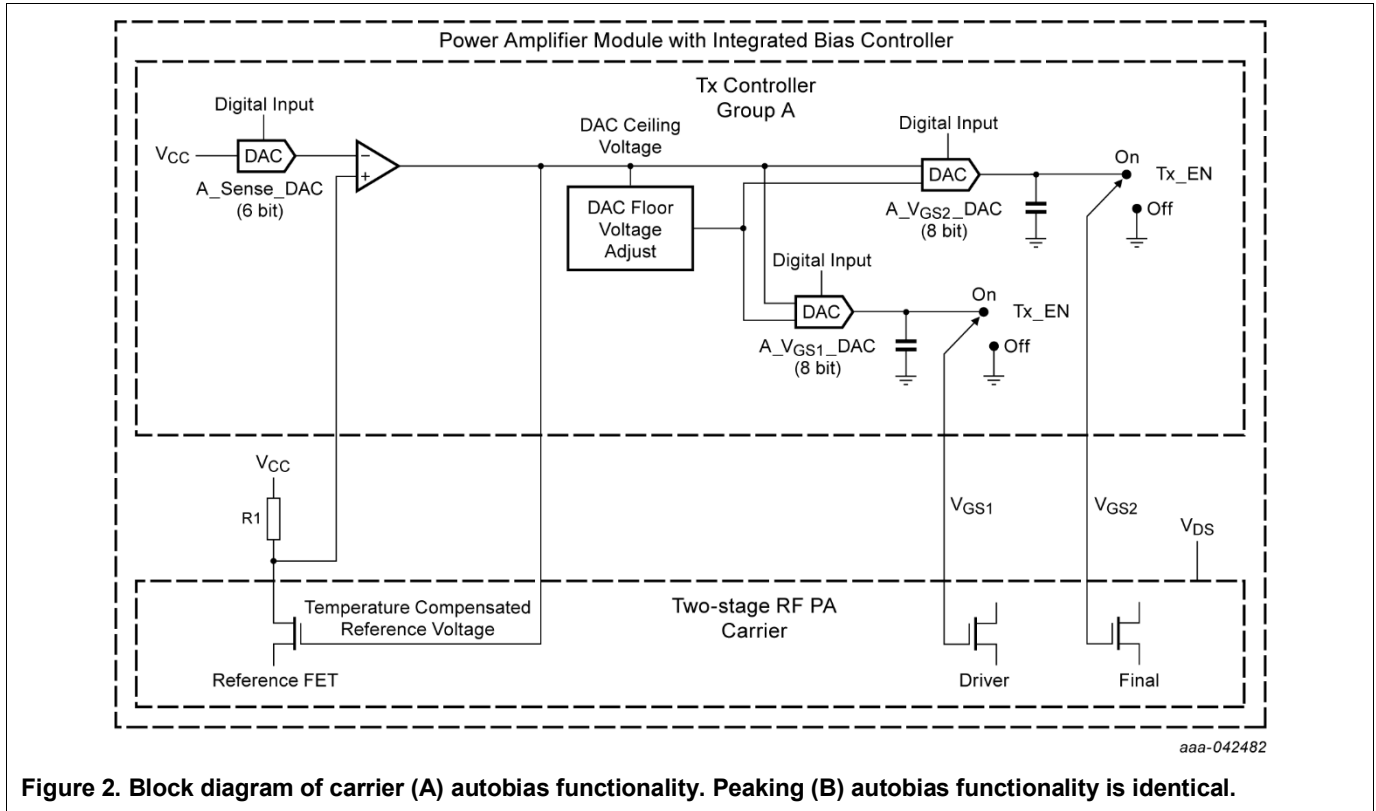 Power Amplifier Module with Integrated Bias Controller
Tx Controller
Group A
Digital Input
VCC
DAC
A_Sense_DAC
(6 bit)
−
+
DAC Ceiling
Voltage
DAC Floor
Voltage
Adjust
Digital Input
DAC
A_VGS2_DAC
(8 bit)
On
Tx_EN
Off
Digital Input
DAC
A_VGS1_DAC
(8 bit)
On
Tx_EN
Off
VCC
R1
VGS1
VGS2
VDS
Temperature Compensated
Reference Voltage
Reference FET
Two-stage RF PA
Carrier
Driver
Final
aaa-042482
Figure 2. Block diagram of carrier (A) autobias functionality. Peaking (B) autobias functionality is identical.